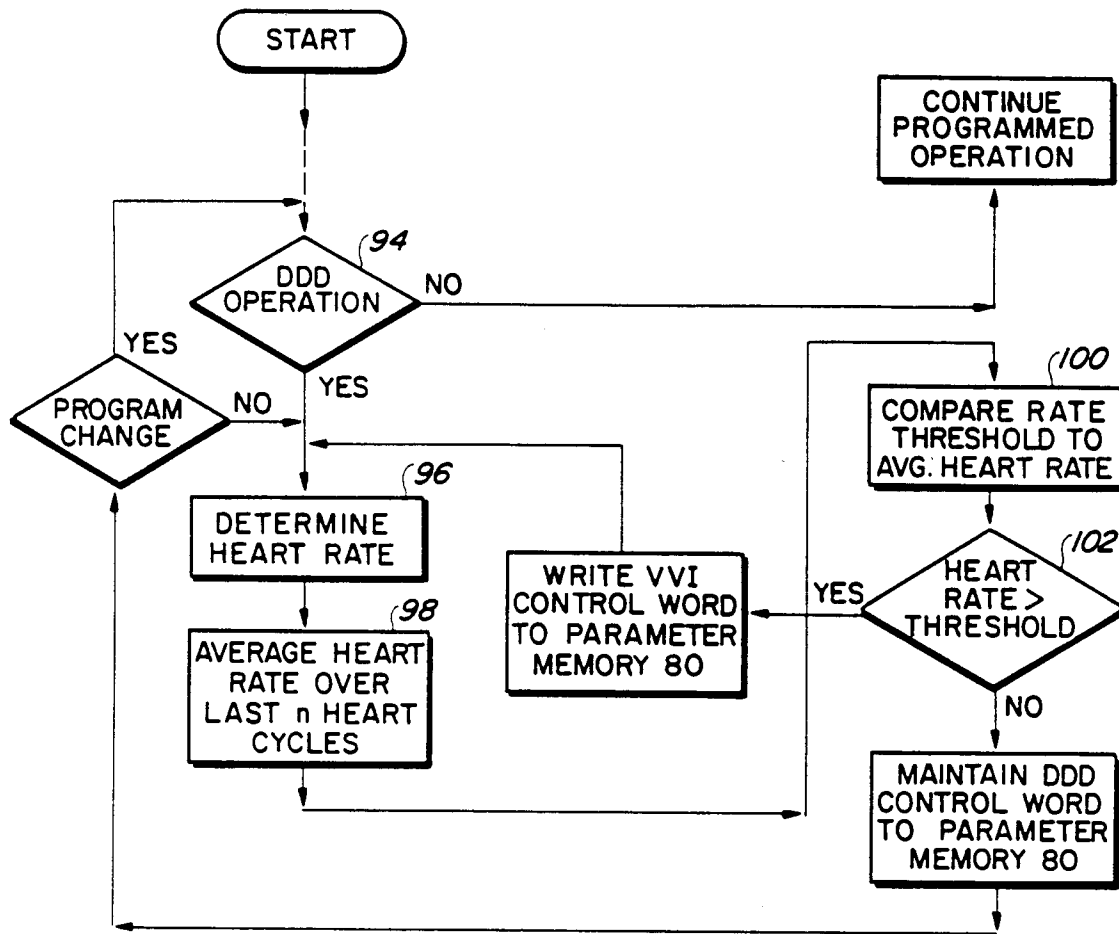 START
CONTINUE
PROGRAMMED
OPERATION
94
DDD
OPERATION
NO
YES
YES
PROGRAM
CHANGE
NO
100
COMPARE RATE
THRESHOLD TO
AVG. HEART RATE
96
DETERMINE
HEART RATE
102
HEART
RATE >
THRESHOLD
YES
WRITE VVI
CONTROL WORD
TO PARAMETER
MEMORY 80
98
AVERAGE HEART
RATE OVER
LAST n HEART
CYCLES
NO
MAINTAIN DDD
CONTROL WORD
TO PARAMETER
MEMORY 80